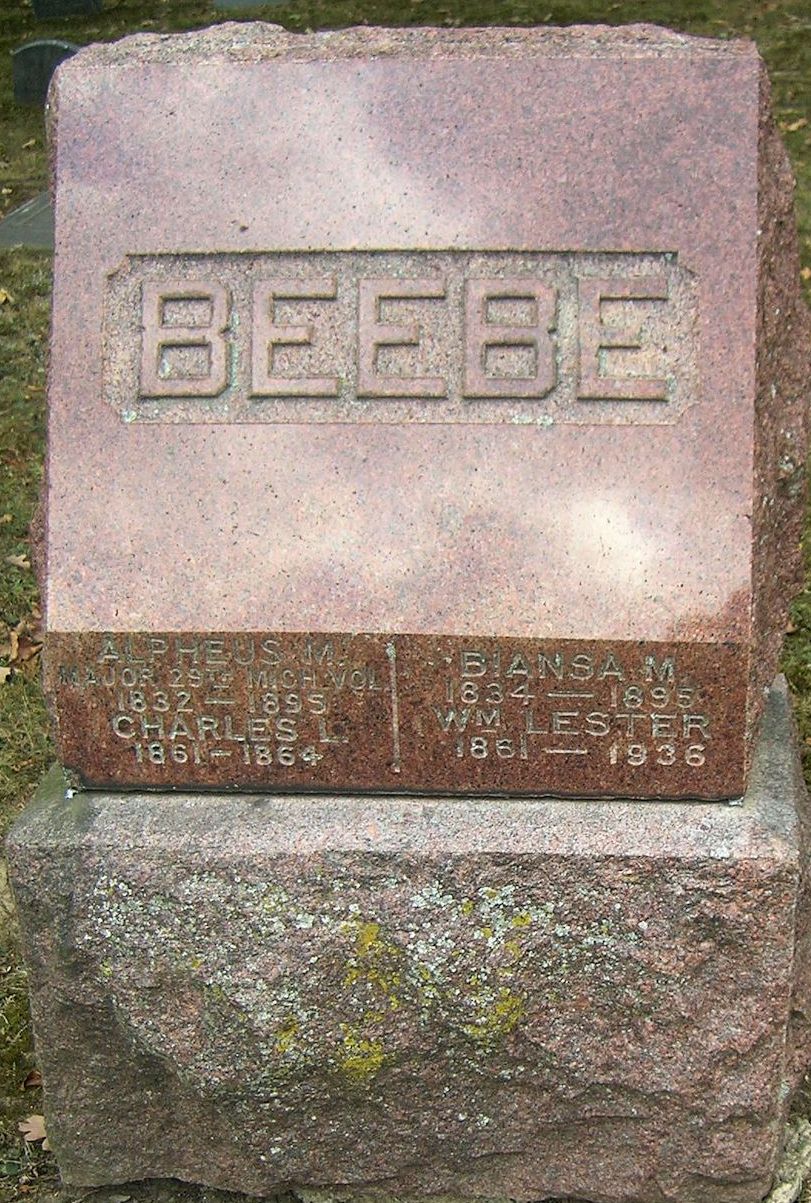 BEEBE
ALPHEUS M.
MAJOR 29TH MICH. VOL.
1832 — 1895
CHARLES L.
1861 — 1864
BIANSA M.
1834 — 1895
WM LESTER
1861 — 1936